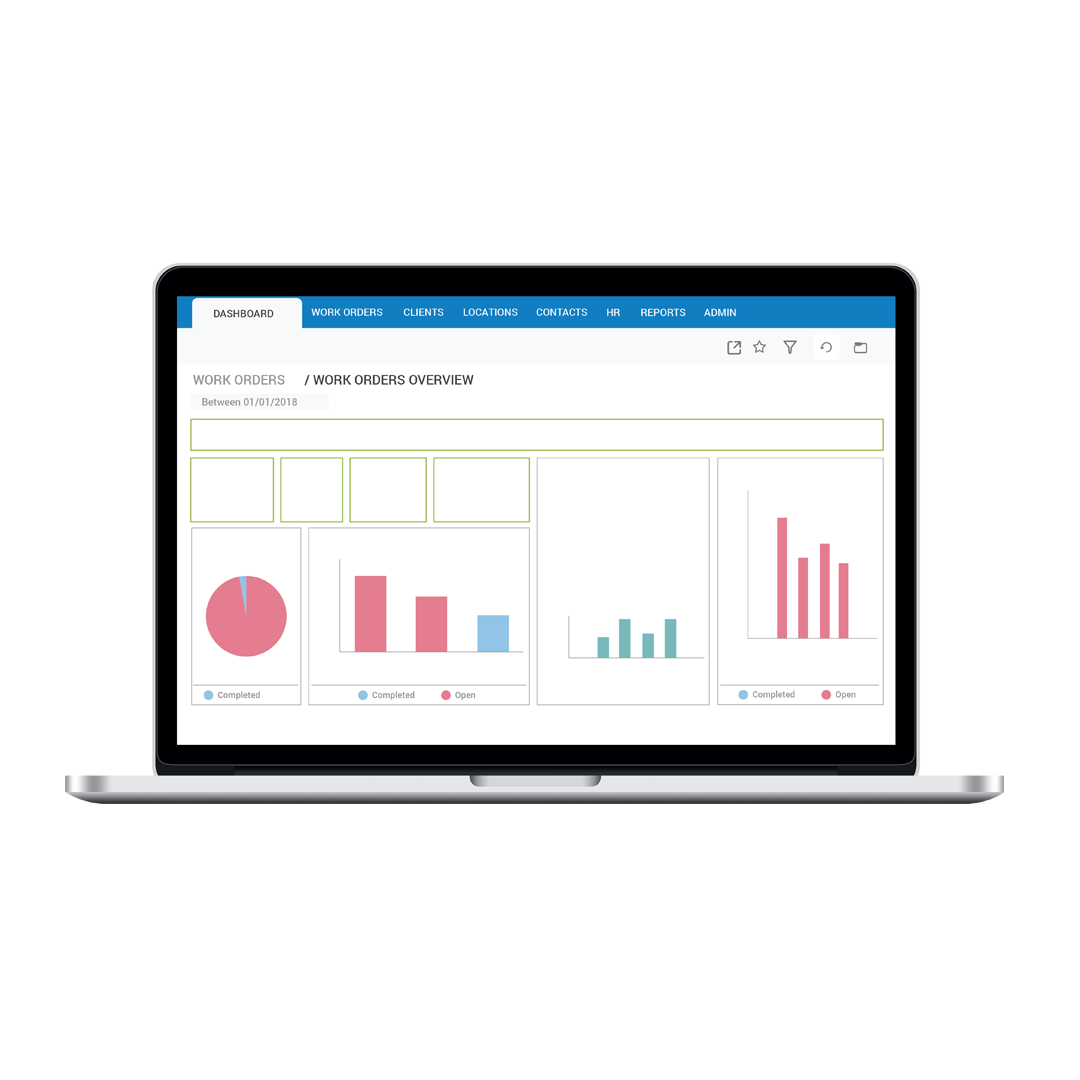 DASHBOARD WORK ORDERS CLIENTS LOCATIONS CONTACTS HR REPORTS ADMIN
WORK ORDERS / WORK ORDERS OVERVIEW
Between 01/01/2018
Completed
Completed Open
Completed Open